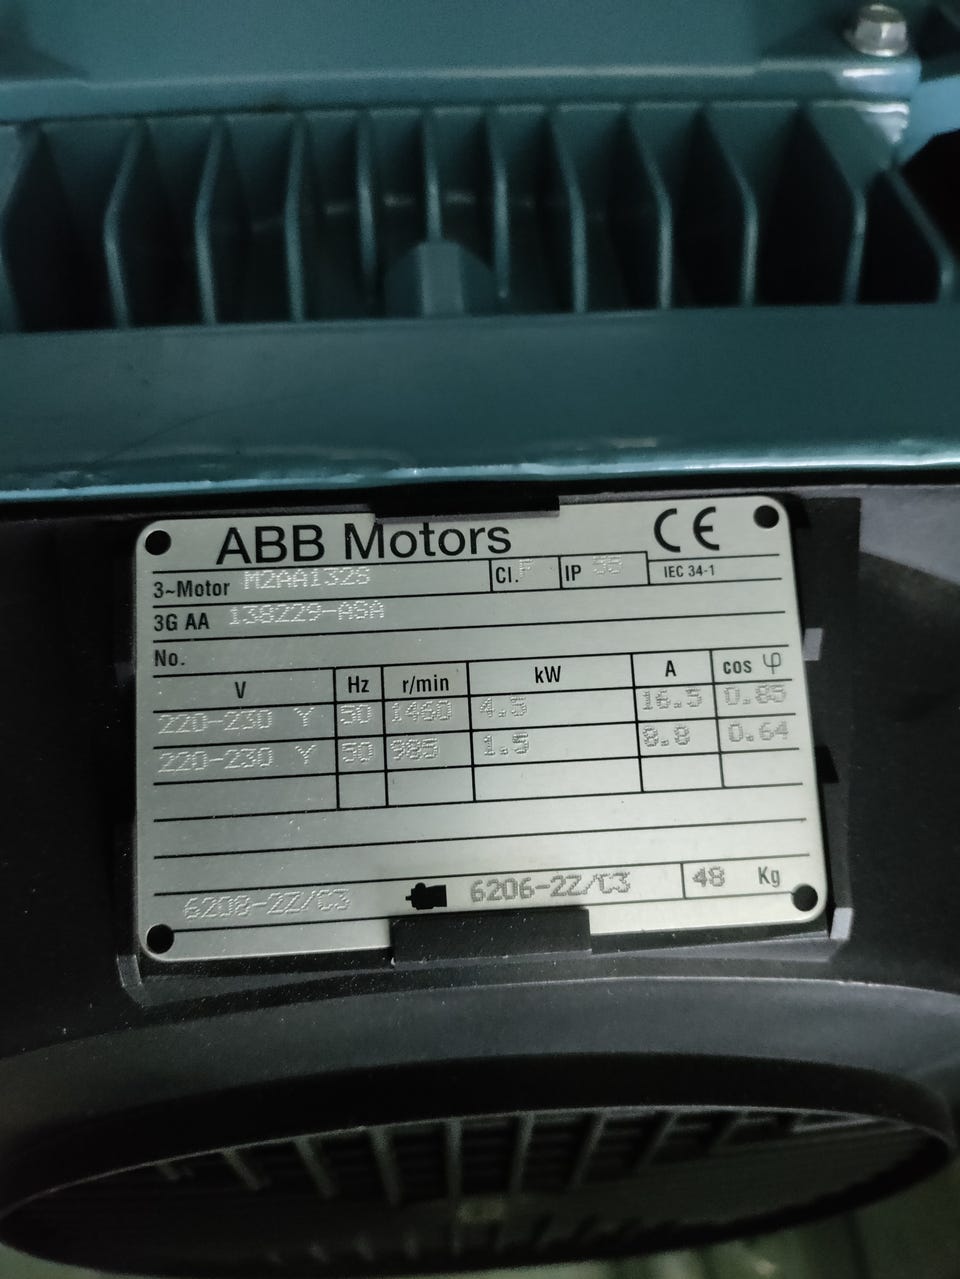 ABB Motors CE
3~Motor M2AA132S Cl. F IP 55 IEC 34-1
3G AA 138229-ASA
No.
V Hz r/min kW A cos φ
220-230 Y 50 1460 4.5 16.5 0.85
220-230 Y 50 985 1.5 8.8 0.64
6208-2Z/C3 6206-2Z/C3 48 Kg